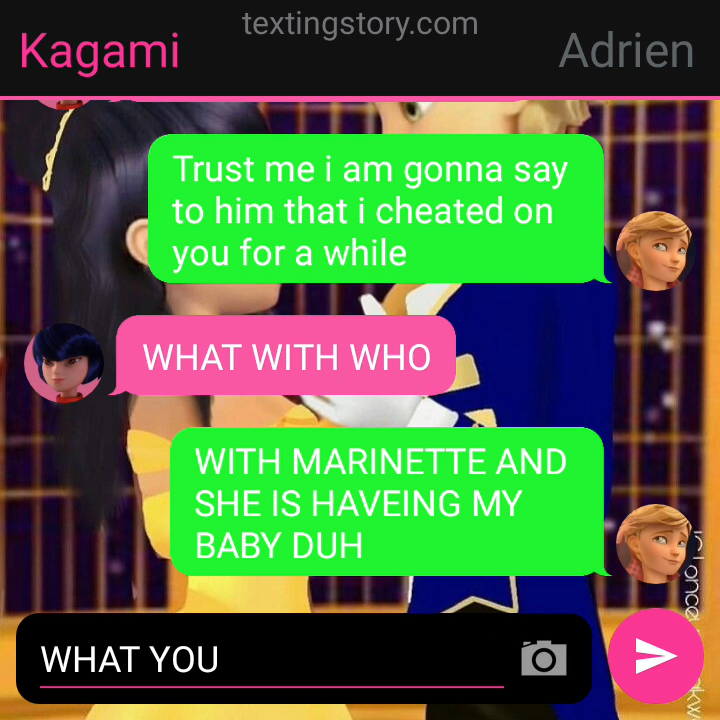 textingstory.com
Kagami
Adrien
Trust me i am gonna say
to him that i cheated on
you for a while
WHAT WITH WHO
WITH MARINETTE AND
SHE IS HAVEING MY
BABY DUH
WHAT YOU